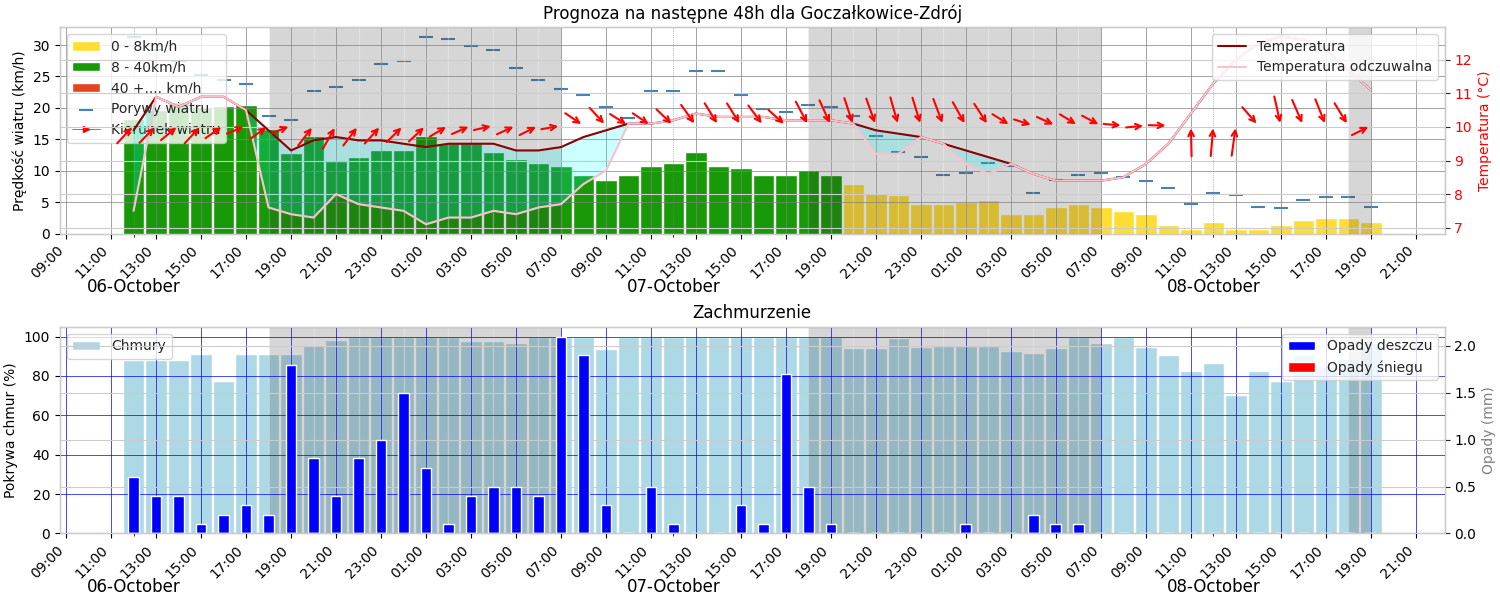 Prognoza na następne 48h dla Goczałkowice-Zdrój
Prędkość wiatru (km/h)
30
25
20
15
10
5
0
0 - 8km/h
8 - 40km/h
40 +.... km/h
Porywy wiatru
Kierunek wiatru
Temperatura
Temperatura odczuwalna
12
11
10
9
8
7
Temperatura (°C)
09:00 11:00 13:00 15:00 17:00 19:00 21:00 23:00 01:00 03:00 05:00 07:00 09:00 11:00 13:00 15:00 17:00 19:00 21:00 23:00 01:00 03:00 05:00 07:00 09:00 11:00 13:00 15:00 17:00 19:00 21:00
06-October 07-October 08-October
Zachmurzenie
Pokrywa chmur (%)
100
80
60
40
20
0
Chmury
Opady deszczu
Opady śniegu
2.0
1.5
1.0
0.5
0.0
Opady (mm)
09:00 11:00 13:00 15:00 17:00 19:00 21:00 23:00 01:00 03:00 05:00 07:00 09:00 11:00 13:00 15:00 17:00 19:00 21:00 23:00 01:00 03:00 05:00 07:00 09:00 11:00 13:00 15:00 17:00 19:00 21:00
06-October 07-October 08-October